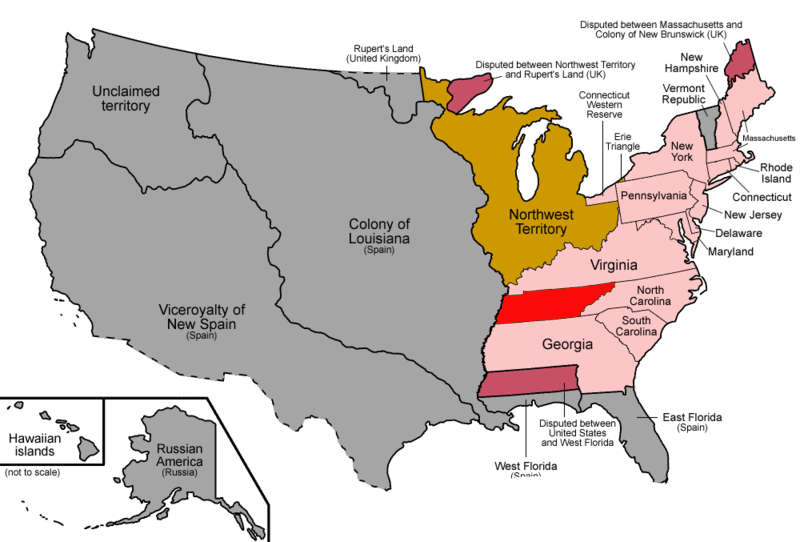 Disputed between Massachusetts and
Colony of New Brunswick (UK)
Rupert's Land
(United Kingdom)
Disputed between Northwest Territory
and Rupert's Land (UK)
New
Hampshire
Vermont
Republic
Unclaimed
territory
Connecticut
Western
Reserve
Erie
Triangle
Massachusetts
New
York
Rhode
Island
Pennsylvania
Connecticut
New Jersey
Northwest
Territory
Colony of
Louisiana
(Spain)
Delaware
Maryland
Virginia
North
Carolina
Viceroyalty of
New Spain
(Spain)
South
Carolina
Georgia
East Florida
(Spain)
Disputed between
United States
and West Florida
West Florida
(Spain)
Hawaiian
islands
(not to scale)
Russian
America
(Russia)